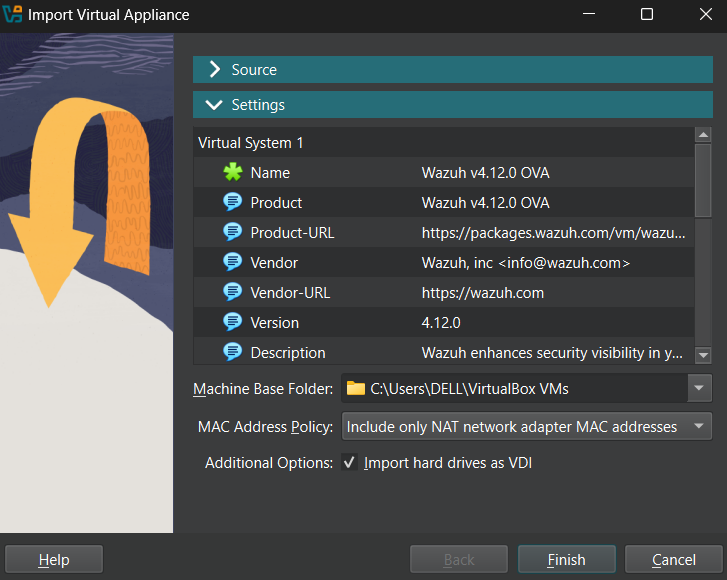 Import Virtual Appliance
Source
Settings
Virtual System 1
Name Wazuh v4.12.0 OVA
Product Wazuh v4.12.0 OVA
Product-URL https://packages.wazuh.com/vm/wazu...
Vendor Wazuh, inc <info@wazuh.com>
Vendor-URL https://wazuh.com
Version 4.12.0
Description Wazuh enhances security visibility in y...
Machine Base Folder: C:\Users\DELL\VirtualBox VMs
MAC Address Policy: Include only NAT network adapter MAC addresses
Additional Options: Import hard drives as VDI
Help Back Finish Cancel